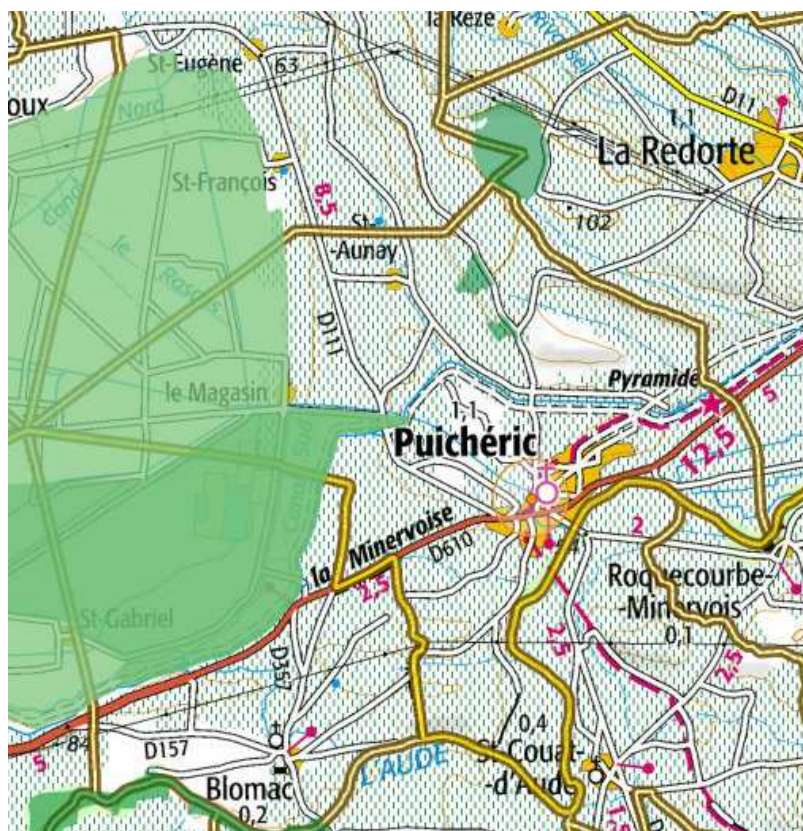 la Rèze
Rivassel
St-Eugène
63
D11
oux
Nord
1,1
La Redorte
St-François
8,5
Canal
le Rascas
102
St-
-Aunay
D111
le Magasin
Pyramide
5
1,1
12,5
Puichéric
la Minervoise
D610
2
2,5
Roquecourbe-
-Minervois
0,1
St-Gabriel
D357
2,5
2,5
84
D157
5
0,4
L'AUDE
St-Couat-
-d'Aude
Blomac
0,2
1,5
D